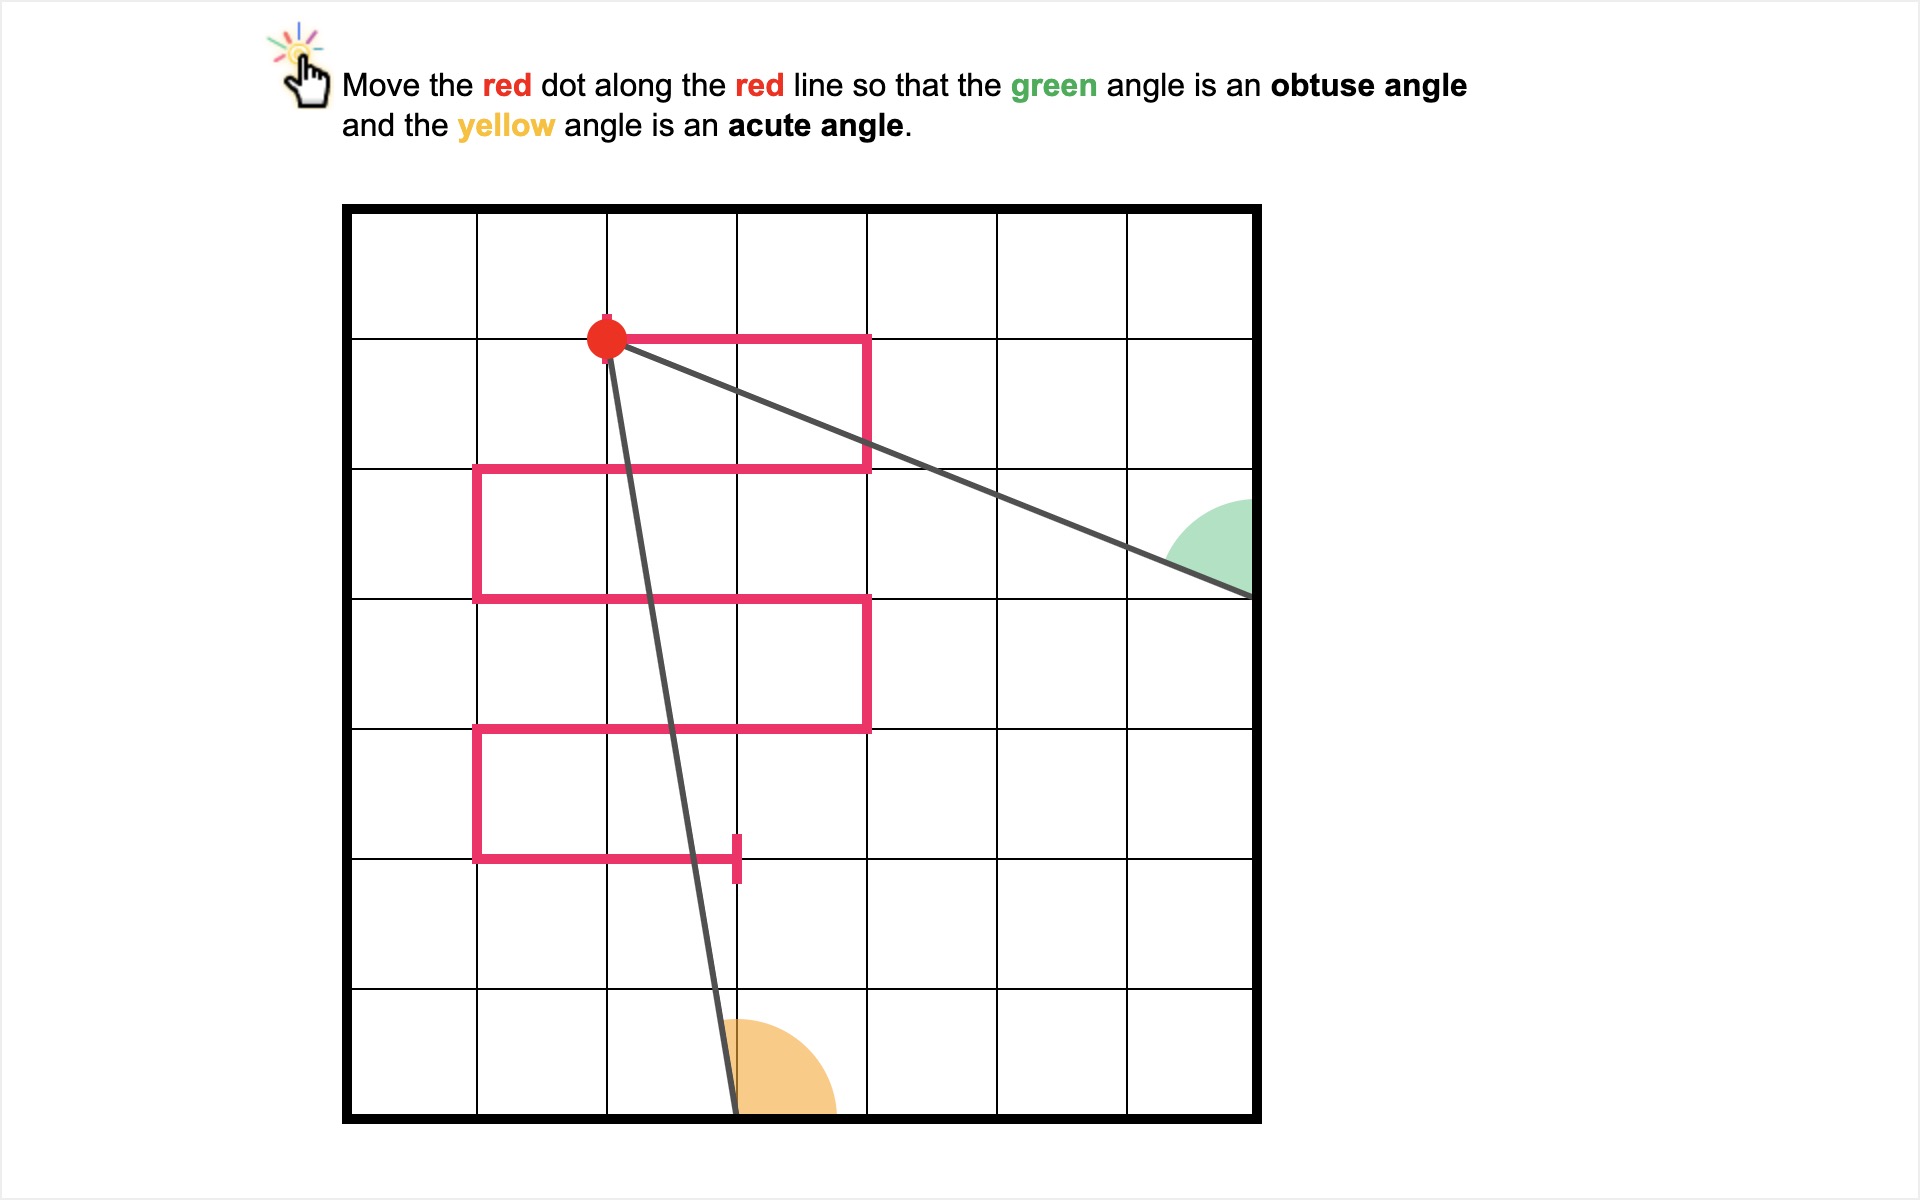 Move the red dot along the red line so that the green angle is an obtuse angle
and the yellow angle is an acute angle.